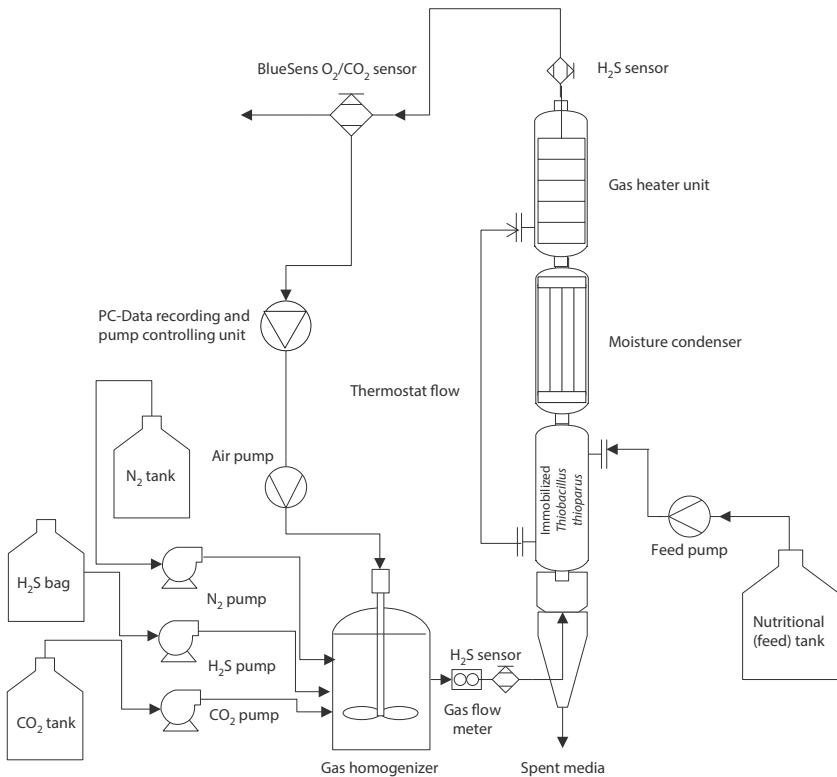 BlueSens O₂/CO₂ sensor
H₂S sensor
Gas heater unit
PC-Data recording and
pump controlling unit
Moisture condenser
Thermostat flow
Air pump
N₂ tank
Immobilized
Thiobacillus
thioparus
Feed pump
H₂S bag
N₂ pump
Nutritional
(feed) tank
H₂S pump
H₂S sensor
CO₂ tank
CO₂ pump
Gas flow
meter
Gas homogenizer
Spent media